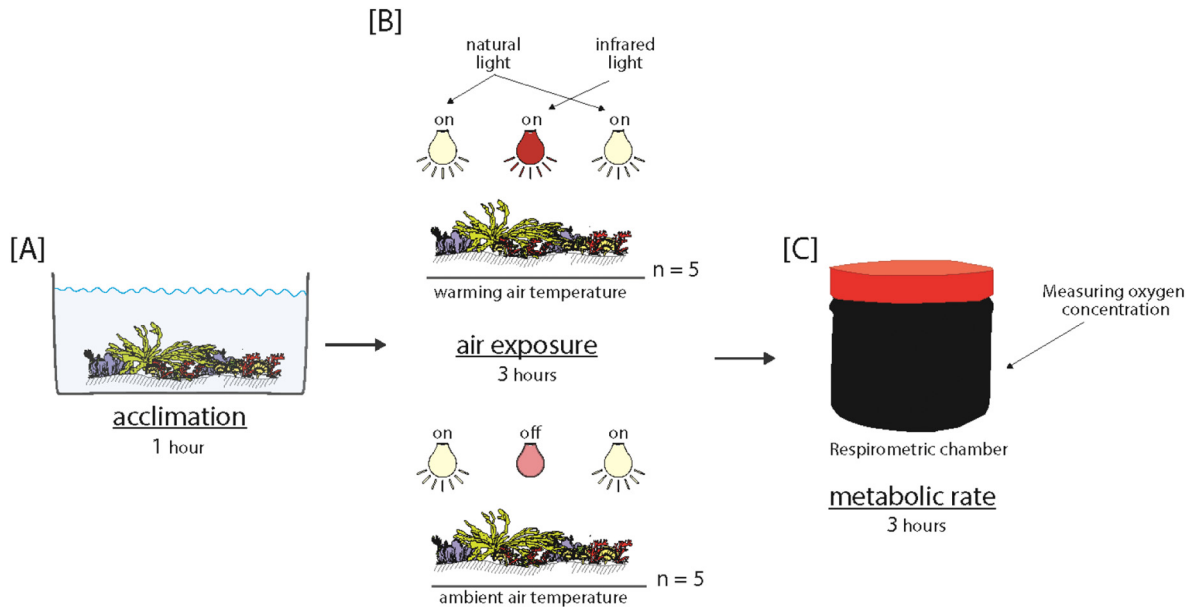 [B]
natural
light
infrared
light
on
on
on
n = 5
warming air temperature
[A]
acclimation
1 hour
air exposure
3 hours
on
off
on
n = 5
ambient air temperature
[C]
Measuring oxygen
concentration
Respirometric chamber
metabolic rate
3 hours